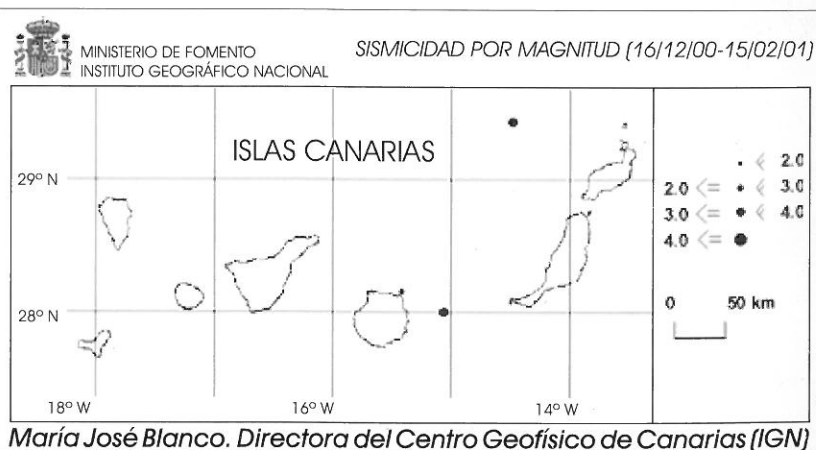 MINISTERIO DE FOMENTO
INSTITUTO GEOGRÁFICO NACIONAL
SISMICIDAD POR MAGNITUD (16/12/00-15/02/01)
ISLAS CANARIAS
29º N
28º N
18º W
16º W
14º W
< 2.0
2.0 <= < 3.0
3.0 <= < 4.0
4.0 <=
0 50 km
María José Blanco. Directora del Centro Geofísico de Canarias (IGN)